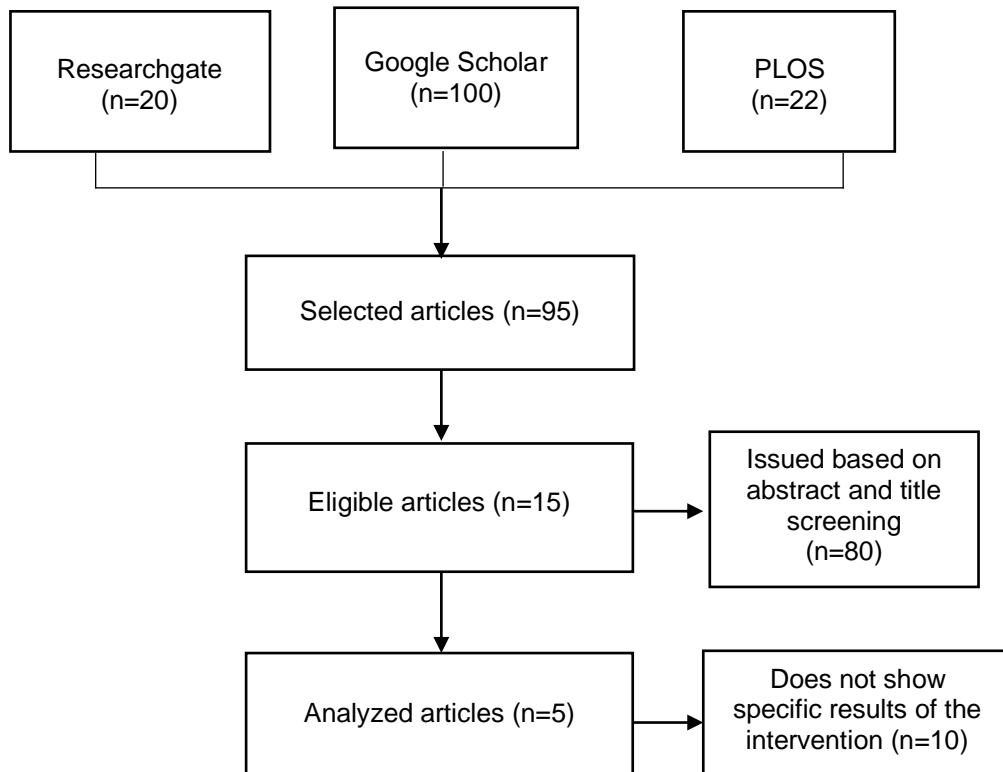 Researchgate
(n=20)
Google Scholar
(n=100)
PLOS
(n=22)
Selected articles (n=95)
Eligible articles (n=15)
Issued based on
abstract and title
screening
(n=80)
Analyzed articles (n=5)
Does not show
specific results of the
intervention (n=10)